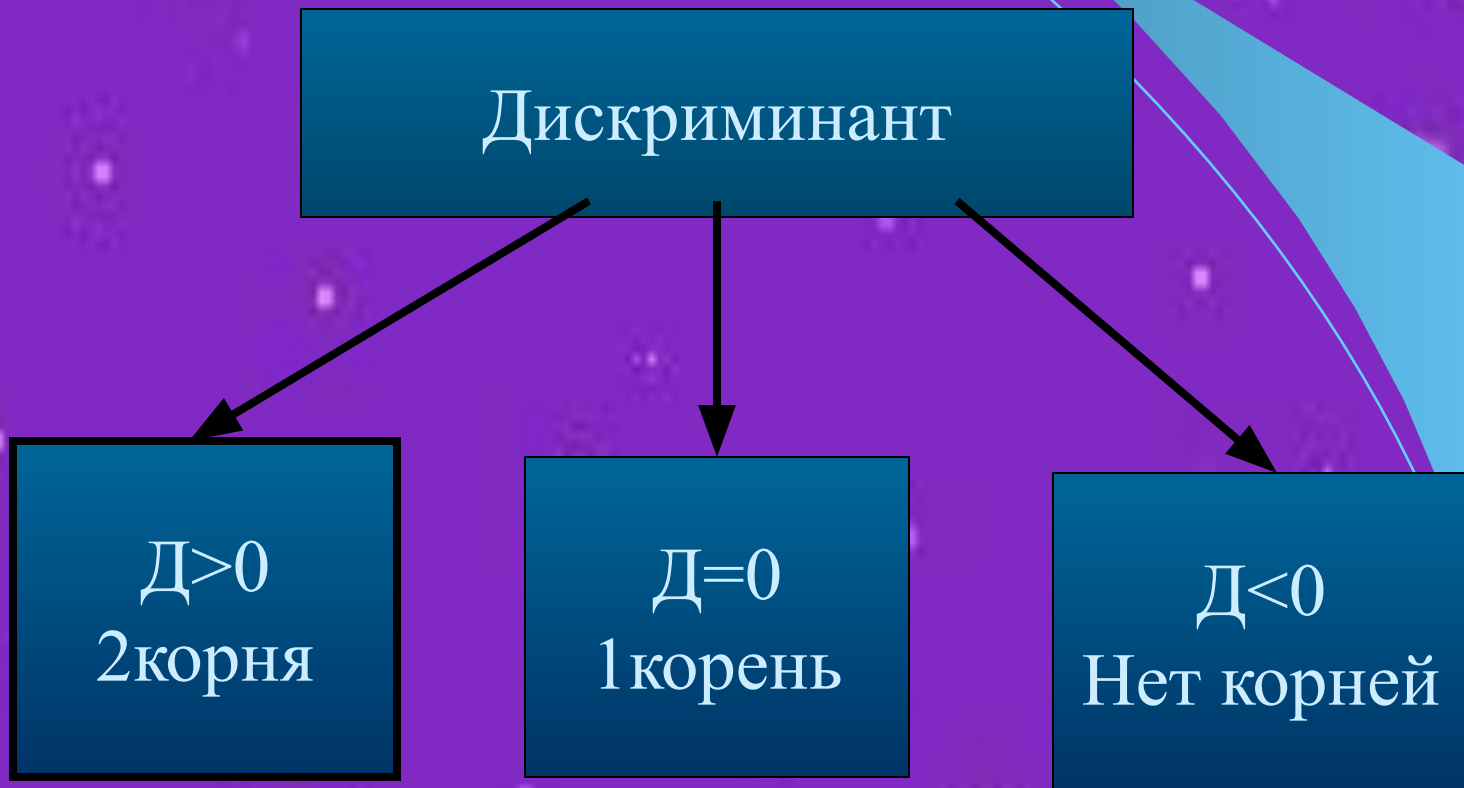 Дискриминант
Д>0
2корня
Д=0
1корень
Д<0
Нет корней